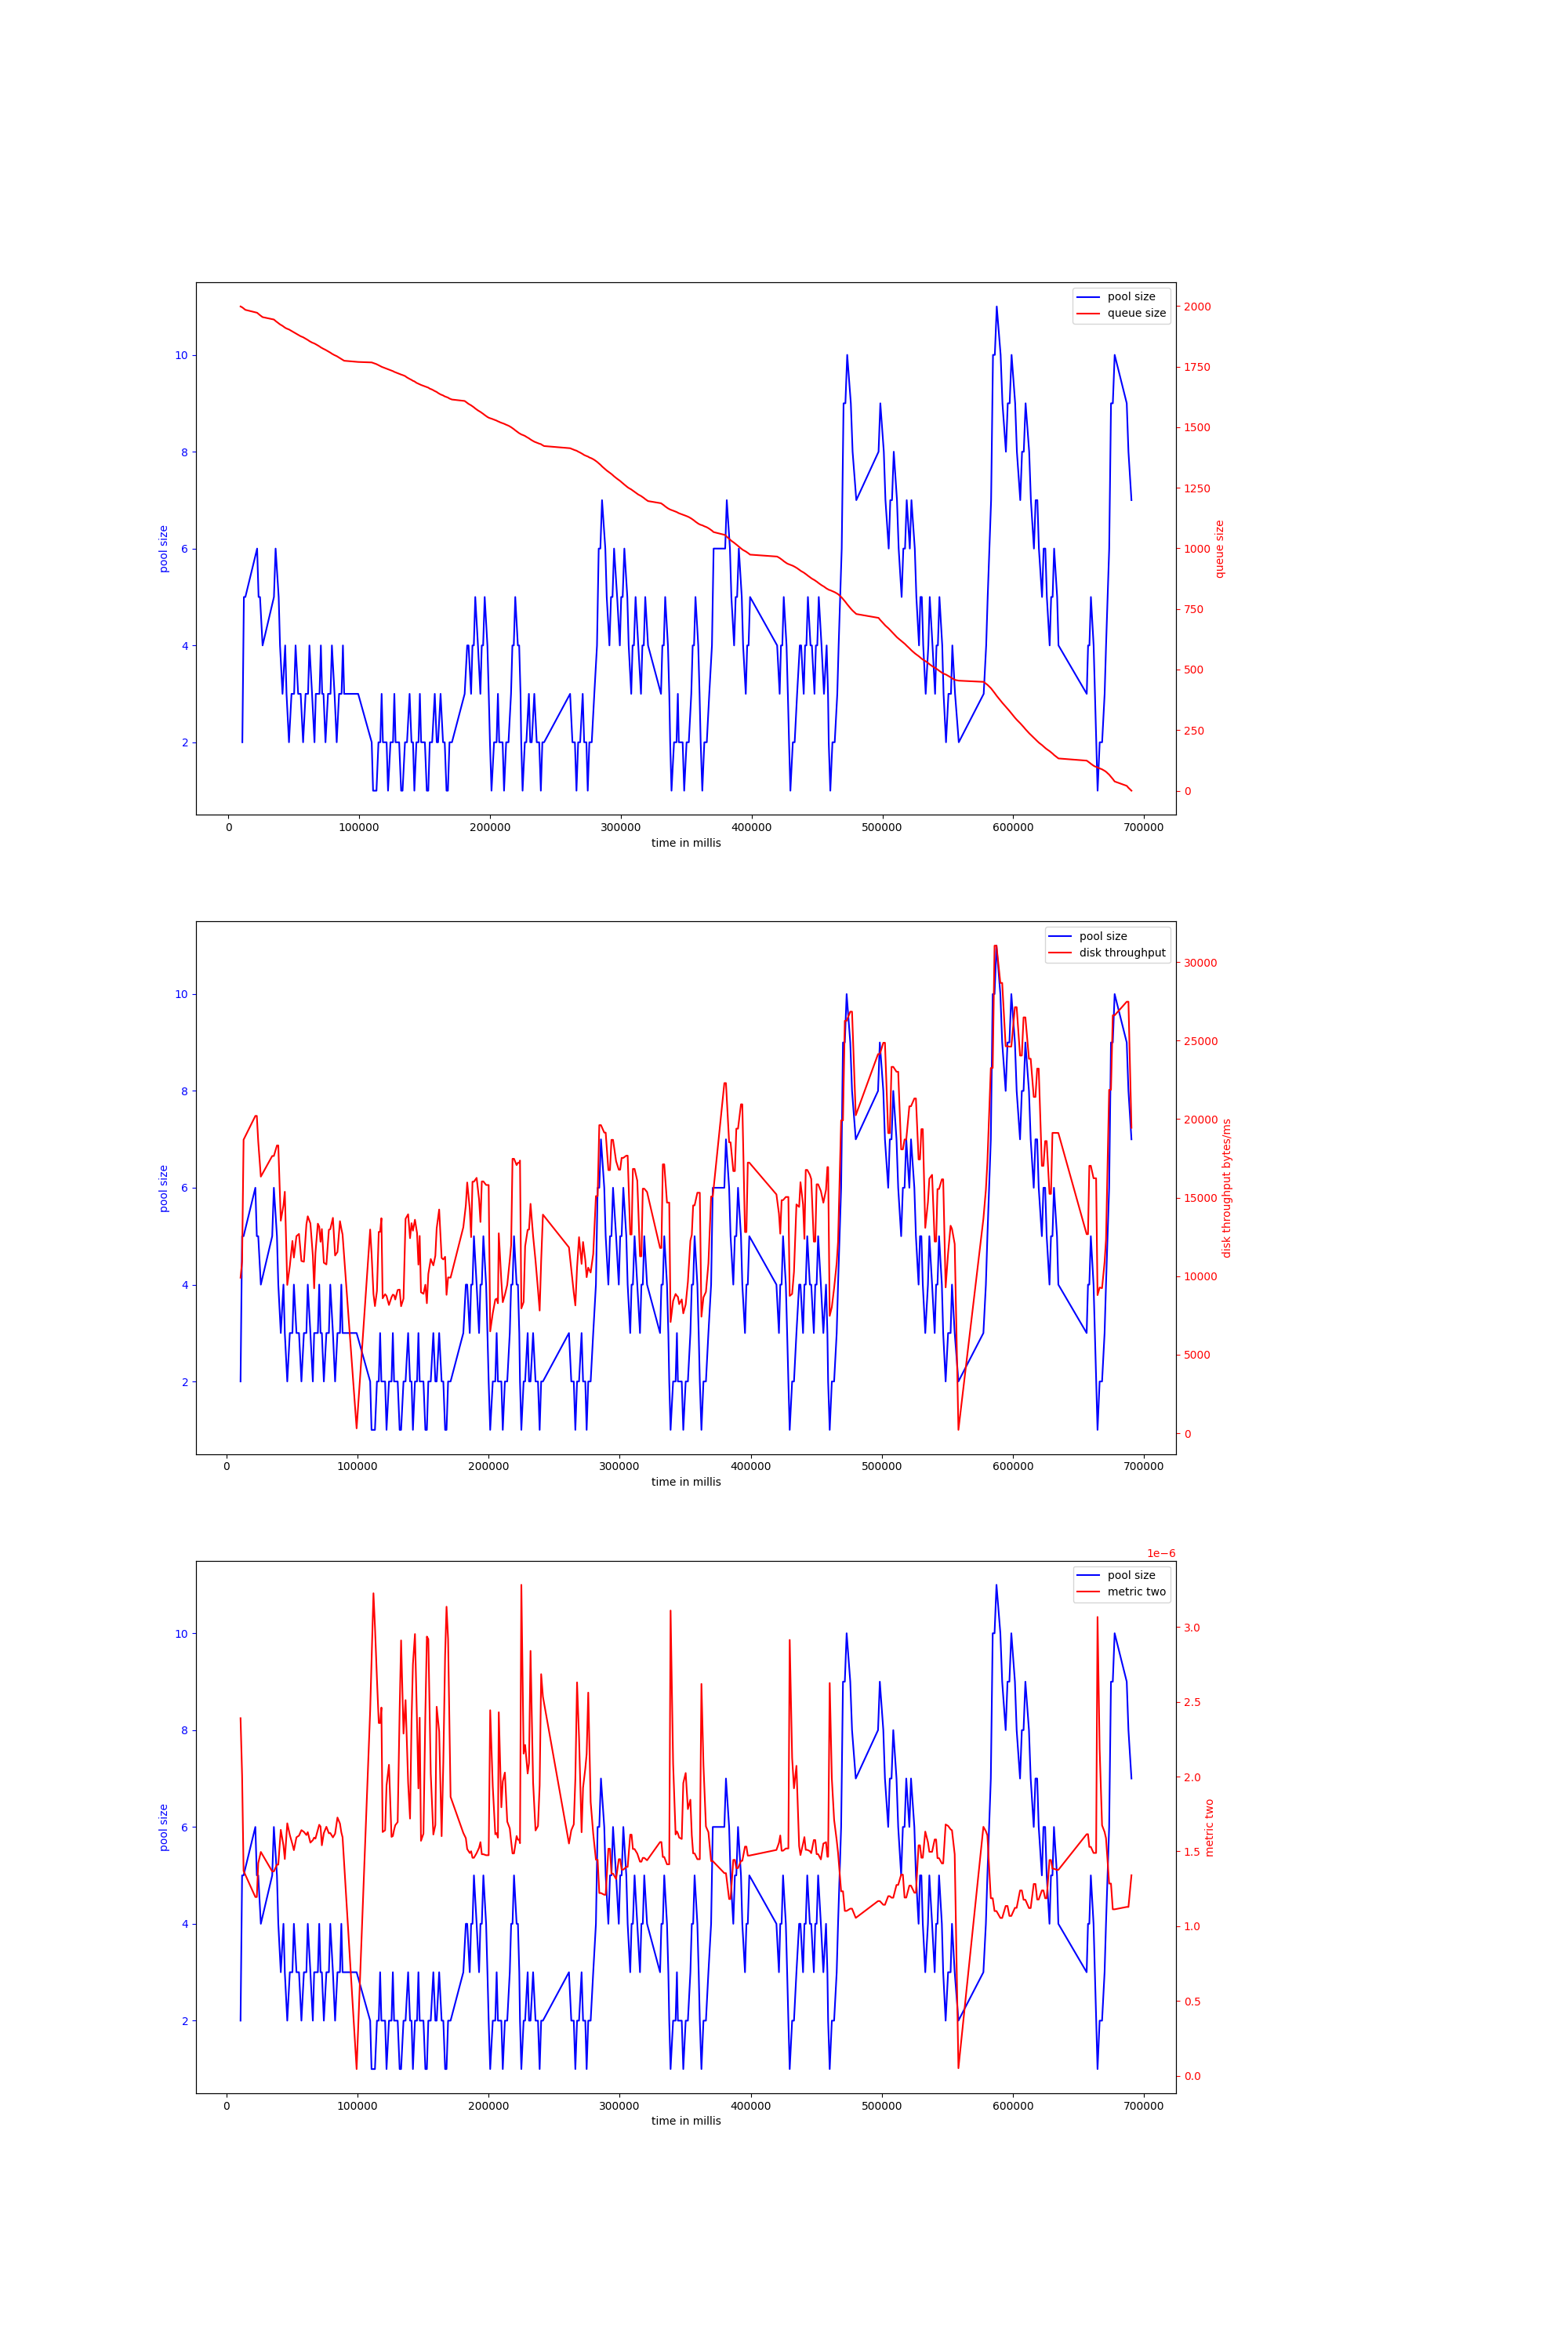 pool size
queue size
2000
1750
1500
1250
1000
750
500
250
0
10
8
6
4
2
pool size
queue size
0 100000 200000 300000 400000 500000 600000 700000
time in millis
pool size
disk throughput
30000
25000
20000
15000
10000
5000
0
10
8
6
4
2
pool size
disk throughput bytes/ms
0 100000 200000 300000 400000 500000 600000 700000
time in millis
1e−6
pool size
metric two
3.0
2.5
2.0
1.5
1.0
0.5
0.0
10
8
6
4
2
pool size
metric two
0 100000 200000 300000 400000 500000 600000 700000
time in millis